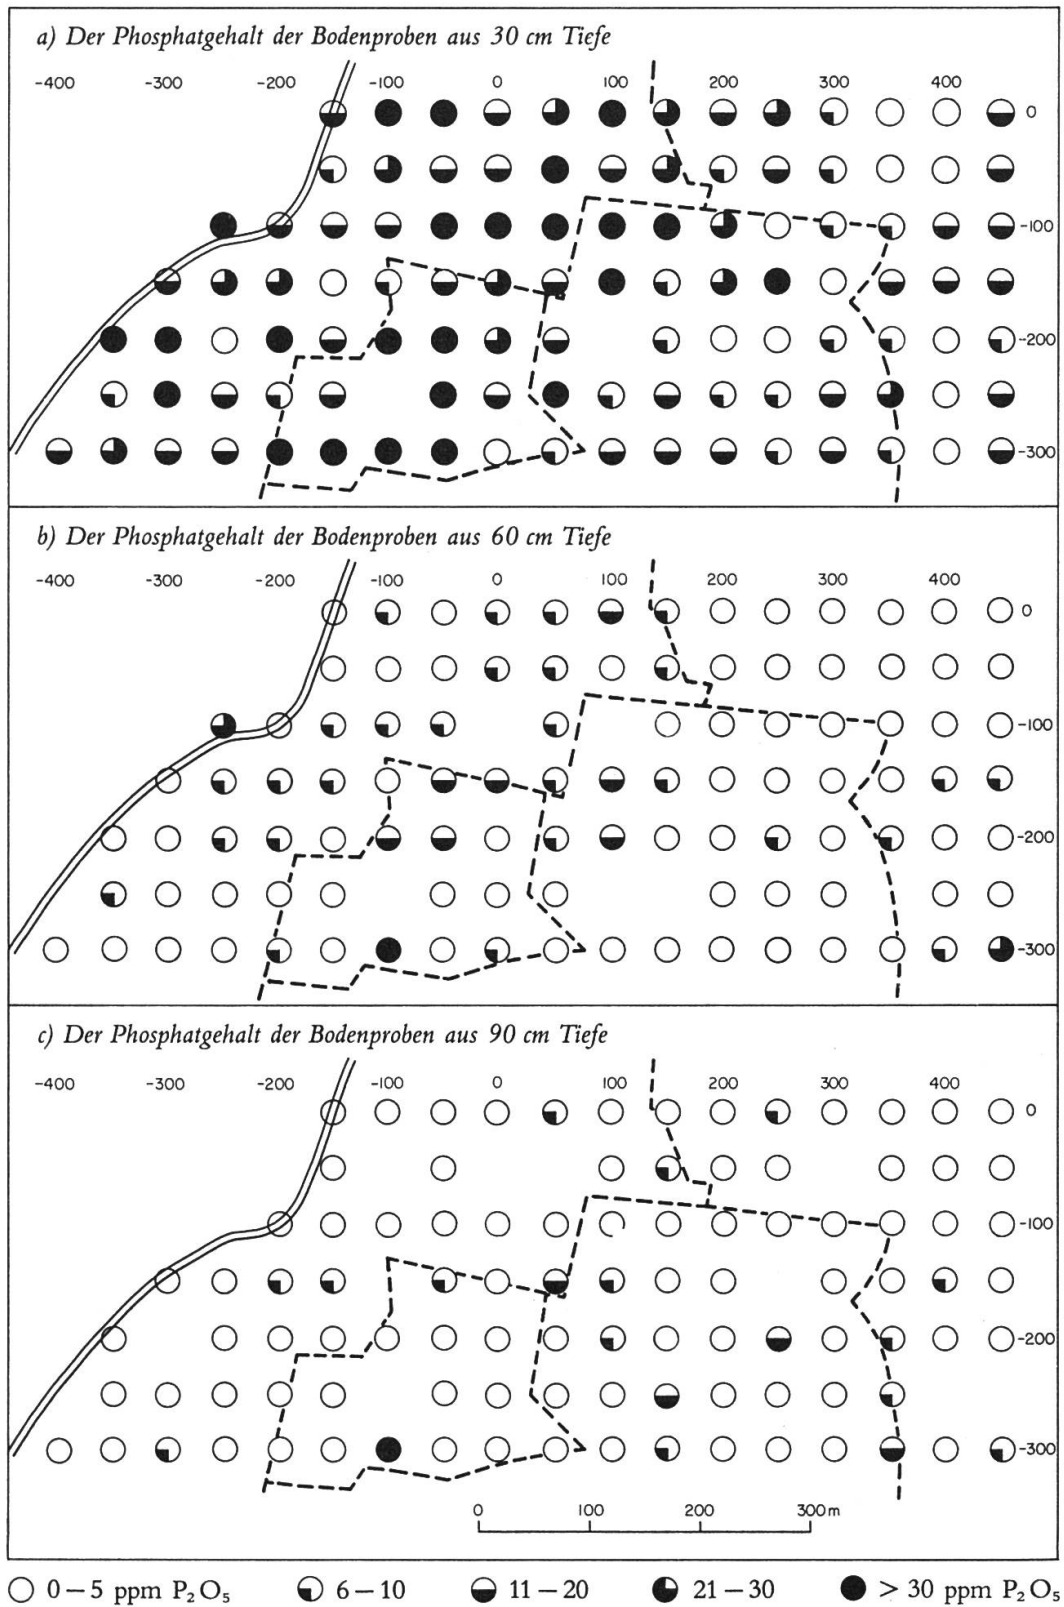 a) Der Phosphatgehalt der Bodenproben aus 30 cm Tiefe
-400 -300 -200 -100 0 100 200 300 400
0
-100
-200
-300
b) Der Phosphatgehalt der Bodenproben aus 60 cm Tiefe
-400 -300 -200 -100 0 100 200 300 400
0
-100
-200
-300
c) Der Phosphatgehalt der Bodenproben aus 90 cm Tiefe
-400 -300 -200 -100 0 100 200 300 400
0
-100
-200
-300
0 100 200 300 m
0 – 5 ppm P₂O₅ 6 – 10 11 – 20 21 – 30 > 30 ppm P₂O₅